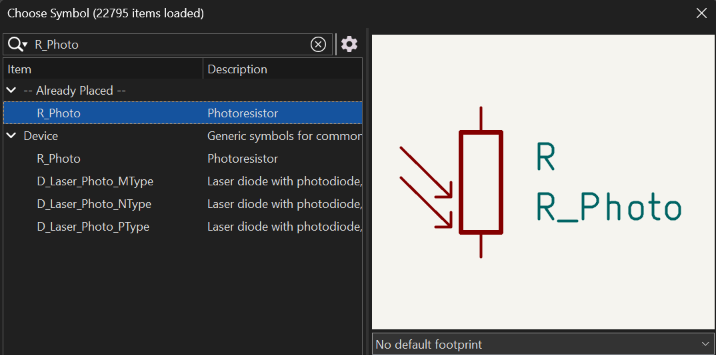 Choose Symbol (22795 items loaded)
R_Photo
Item Description
-- Already Placed --
R_Photo Photoresistor
Device Generic symbols for common
R_Photo Photoresistor
D_Laser_Photo_MType Laser diode with photodiode,
D_Laser_Photo_NType Laser diode with photodiode,
D_Laser_Photo_PType Laser diode with photodiode,
R
R_Photo
No default footprint